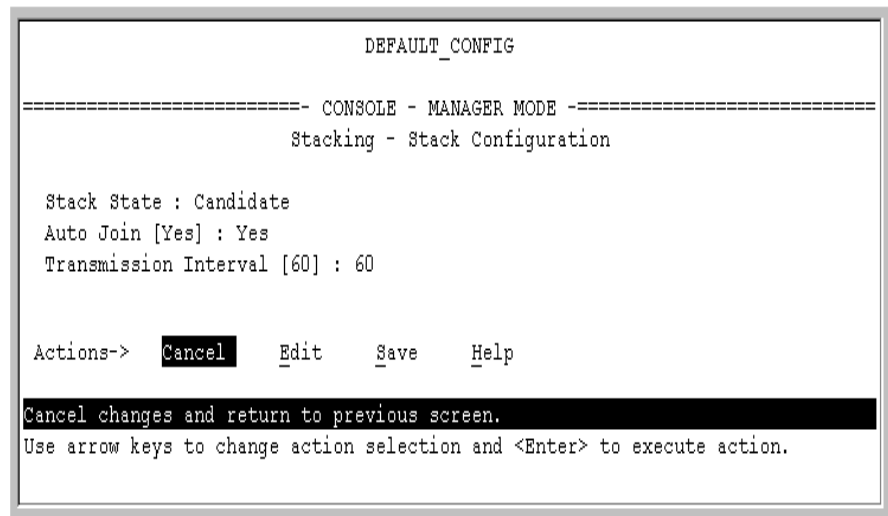 DEFAULT_CONFIG
==========================- CONSOLE - MANAGER MODE -============================
Stacking - Stack Configuration
Stack State : Candidate
Auto Join [Yes] : Yes
Transmission Interval [60] : 60
Actions-> Cancel Edit Save Help
Cancel changes and return to previous screen.
Use arrow keys to change action selection and <Enter> to execute action.